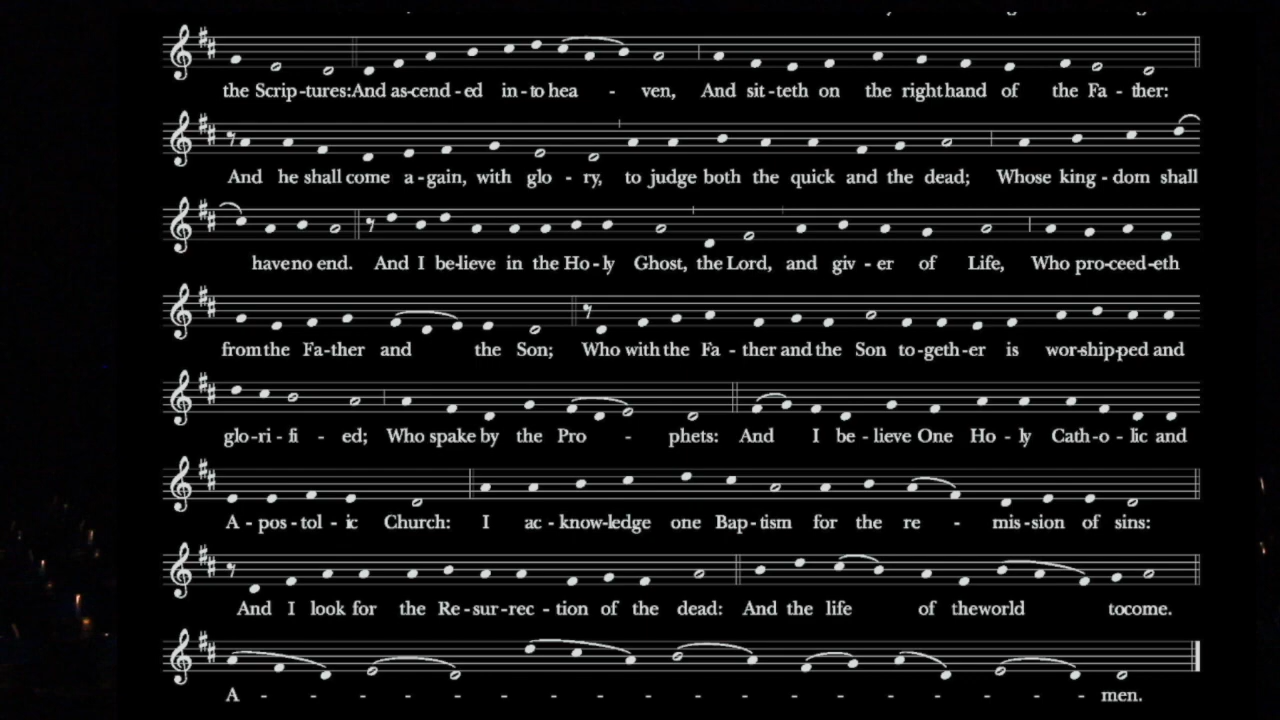 the Scrip-tures:And as-cend-ed in-to hea - ven, And sit-teth on the right hand of the Fa - ther:
And he shall come a-gain, with glo - ry, to judge both the quick and the dead; Whose king-dom shall
have no end. And I be-lieve in the Ho-ly Ghost, the Lord, and giv-er of Life, Who pro-ceed-eth
from the Fa-ther and the Son; Who with the Fa - ther and the Son to-geth-er is wor-ship-ped and
glo-ri-fi - ed; Who spake by the Pro - phets: And I be-lieve One Ho-ly Cath-o-lic and
A-pos-tol-ic Church: I ac-know-ledge one Bap-tism for the re - mis-sion of sins:
And I look for the Re-sur-rec-tion of the dead: And the life of the world to come.
A - - - - - - - - - - - - - - - - - - men.